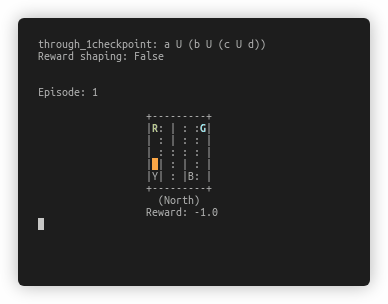 through_1checkpoint: a U (b U (c U d))
Reward shaping: False
Episode: 1
+---------+
|R: | : :G|
| : | : : |
| : : : : |
| | : | : |
|Y| : |B: |
+---------+
(North)
Reward: -1.0